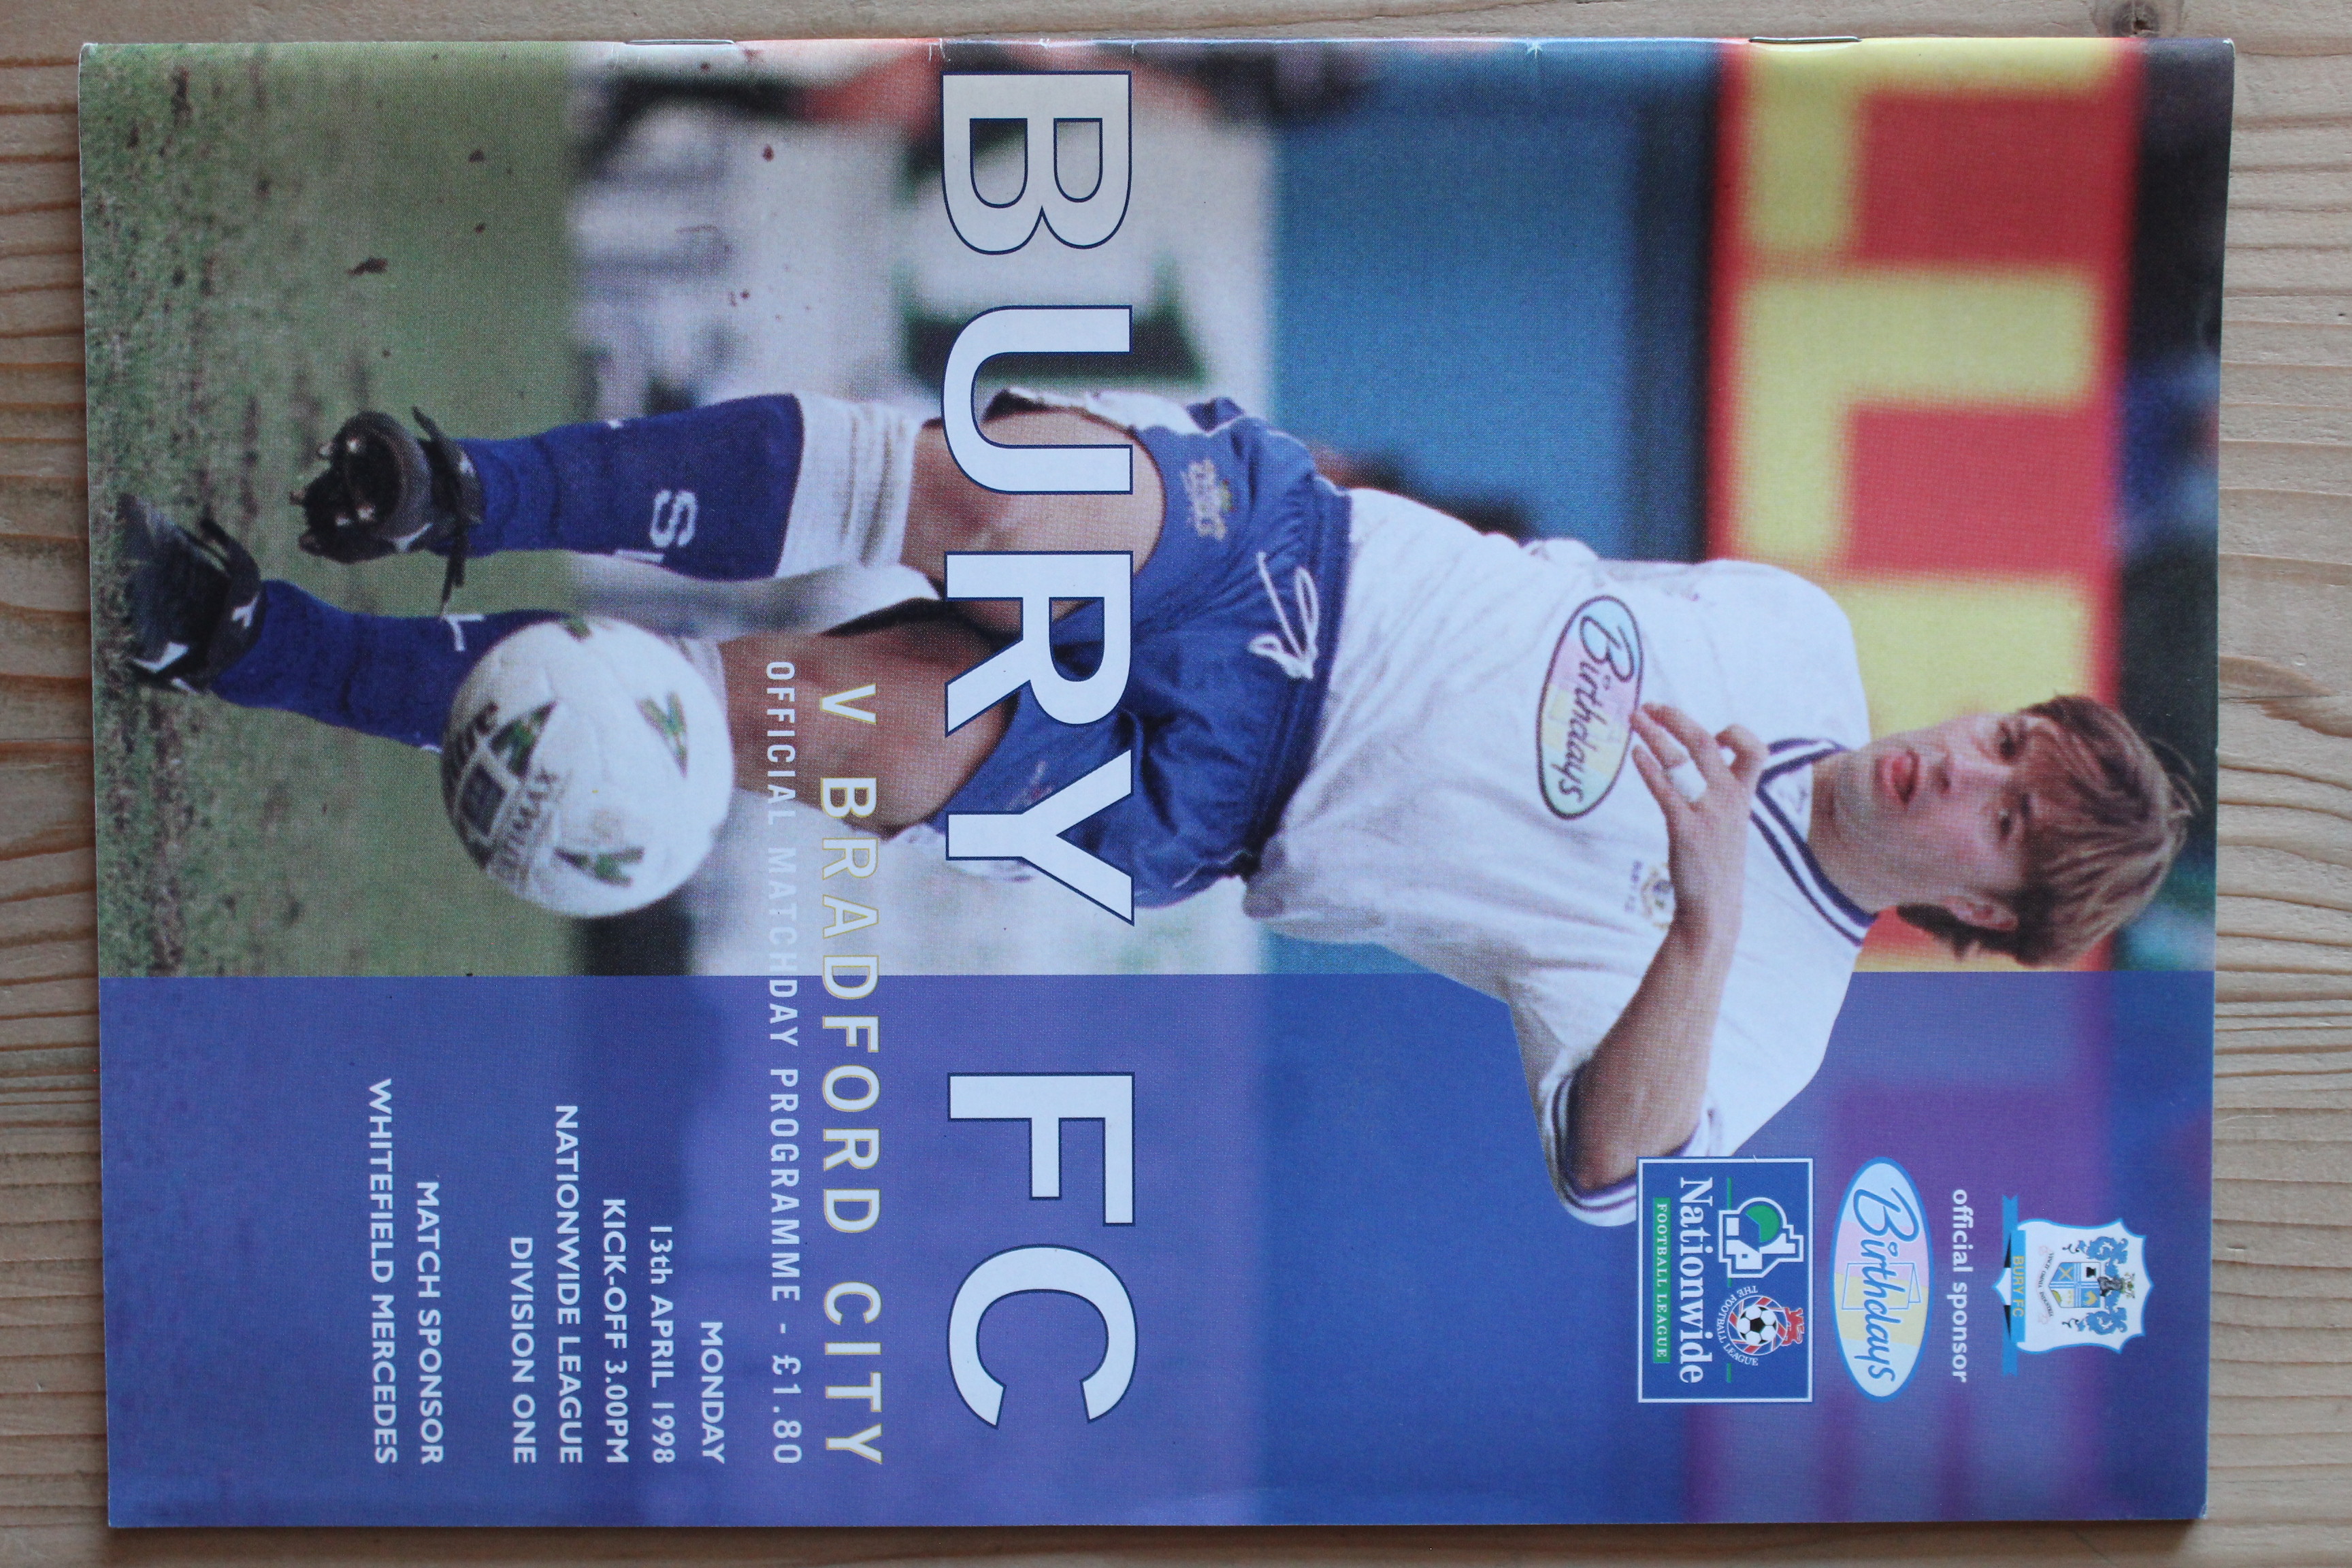 BURY FC
official sponsor
Birthdays
Nationwide
FOOTBALL LEAGUE
THE FOOTBALL LEAGUE
Birthdays
BURY FC
V BRADFORD CITY
OFFICIAL MATCHDAY PROGRAMME - £1.80
MONDAY
13th APRIL 1998
KICK-OFF 3.00PM
NATIONWIDE LEAGUE
DIVISION ONE
MATCH SPONSOR
WHITEFIELD MERCEDES